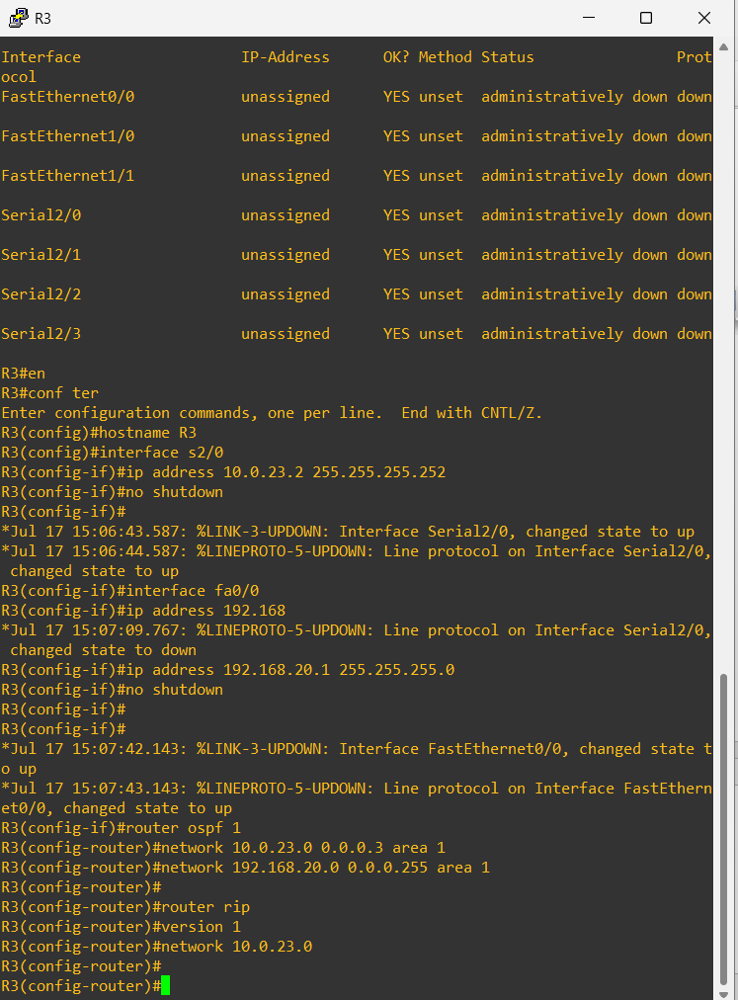 R3
Interface                  IP-Address      OK? Method Status                Prot
ocol
FastEthernet0/0            unassigned      YES unset  administratively down down
FastEthernet1/0            unassigned      YES unset  administratively down down
FastEthernet1/1            unassigned      YES unset  administratively down down
Serial2/0                  unassigned      YES unset  administratively down down
Serial2/1                  unassigned      YES unset  administratively down down
Serial2/2                  unassigned      YES unset  administratively down down
Serial2/3                  unassigned      YES unset  administratively down down
R3#en
R3#conf ter
Enter configuration commands, one per line.  End with CNTL/Z.
R3(config)#hostname R3
R3(config)#interface s2/0
R3(config-if)#ip address 10.0.23.2 255.255.255.252
R3(config-if)#no shutdown
R3(config-if)#
*Jul 17 15:06:43.587: %LINK-3-UPDOWN: Interface Serial2/0, changed state to up
*Jul 17 15:06:44.587: %LINEPROTO-5-UPDOWN: Line protocol on Interface Serial2/0,
 changed state to up
R3(config-if)#interface fa0/0
R3(config-if)#ip address 192.168
*Jul 17 15:07:09.767: %LINEPROTO-5-UPDOWN: Line protocol on Interface Serial2/0,
 changed state to down
R3(config-if)#ip address 192.168.20.1 255.255.255.0
R3(config-if)#no shutdown
R3(config-if)#
R3(config-if)#
*Jul 17 15:07:42.143: %LINK-3-UPDOWN: Interface FastEthernet0/0, changed state t
o up
*Jul 17 15:07:43.143: %LINEPROTO-5-UPDOWN: Line protocol on Interface FastEthern
et0/0, changed state to up
R3(config-if)#router ospf 1
R3(config-router)#network 10.0.23.0 0.0.0.3 area 1
R3(config-router)#network 192.168.20.0 0.0.0.255 area 1
R3(config-router)#
R3(config-router)#router rip
R3(config-router)#version 1
R3(config-router)#network 10.0.23.0
R3(config-router)#
R3(config-router)#